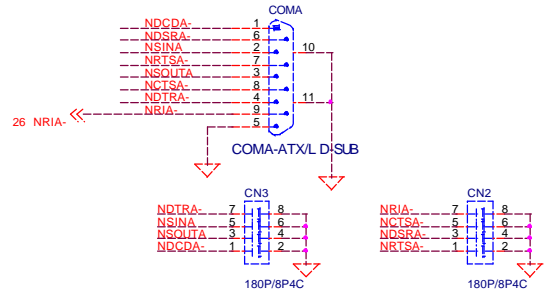 COMA
NDCDA- 1
NDSRA- 6
NSINA 2 10
NRTSA- 7
NSOUTA 3
NCTSA- 8
NDTRA- 4 11
26 NRIA- NRIA- 9
5
COMA-ATX/L D-SUB
CN3
NDTRA- 7 8
NSINA 5 6
NSOUTA 3 4
NDCDA- 1 2
180P/8P4C
CN2
NRIA- 7 8
NCTSA- 5 6
NDSRA- 3 4
NRTSA- 1 2
180P/8P4C